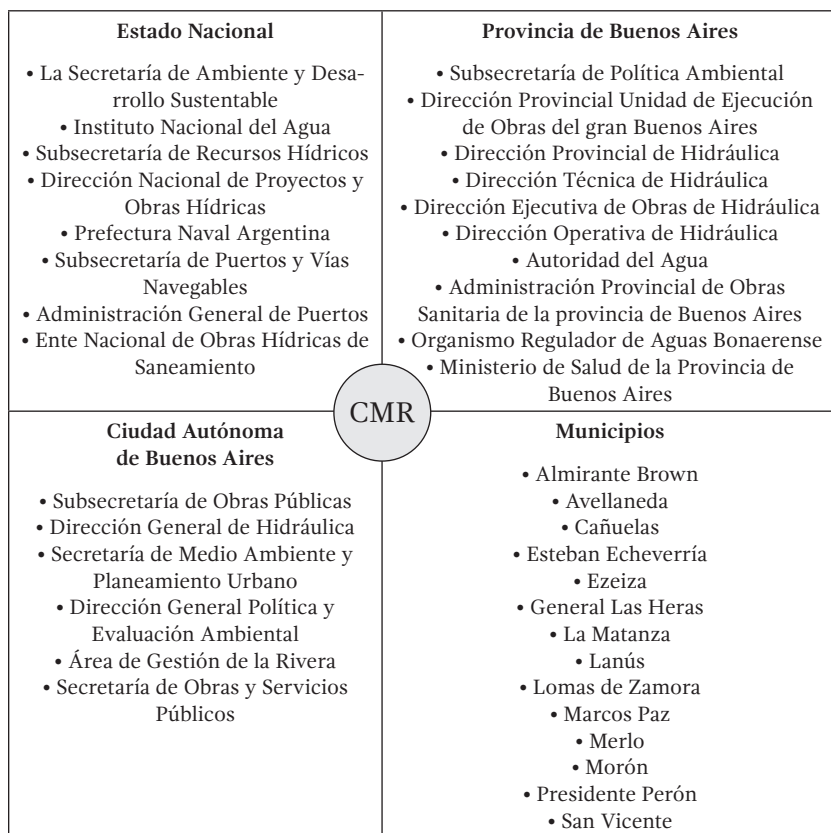 Estado Nacional
• La Secretaría de Ambiente y Desa-
rrollo Sustentable
• Instituto Nacional del Agua
• Subsecretaría de Recursos Hídricos
• Dirección Nacional de Proyectos y
Obras Hídricas
• Prefectura Naval Argentina
• Subsecretaría de Puertos y Vías
Navegables
• Administración General de Puertos
• Ente Nacional de Obras Hídricas de
Saneamiento
Provincia de Buenos Aires
• Subsecretaría de Política Ambiental
• Dirección Provincial Unidad de Ejecución
de Obras del gran Buenos Aires
• Dirección Provincial de Hidráulica
• Dirección Técnica de Hidráulica
• Dirección Ejecutiva de Obras de Hidráulica
• Dirección Operativa de Hidráulica
• Autoridad del Agua
• Administración Provincial de Obras
Sanitaria de la provincia de Buenos Aires
• Organismo Regulador de Aguas Bonaerense
• Ministerio de Salud de la Provincia de
Buenos Aires
CMR
Ciudad Autónoma
de Buenos Aires
• Subsecretaría de Obras Públicas
• Dirección General de Hidráulica
• Secretaría de Medio Ambiente y
Planeamiento Urbano
• Dirección General Política y
Evaluación Ambiental
• Área de Gestión de la Rivera
• Secretaría de Obras y Servicios
Públicos
Municipios
• Almirante Brown
• Avellaneda
• Cañuelas
• Esteban Echeverría
• Ezeiza
• General Las Heras
• La Matanza
• Lanús
• Lomas de Zamora
• Marcos Paz
• Merlo
• Morón
• Presidente Perón
• San Vicente